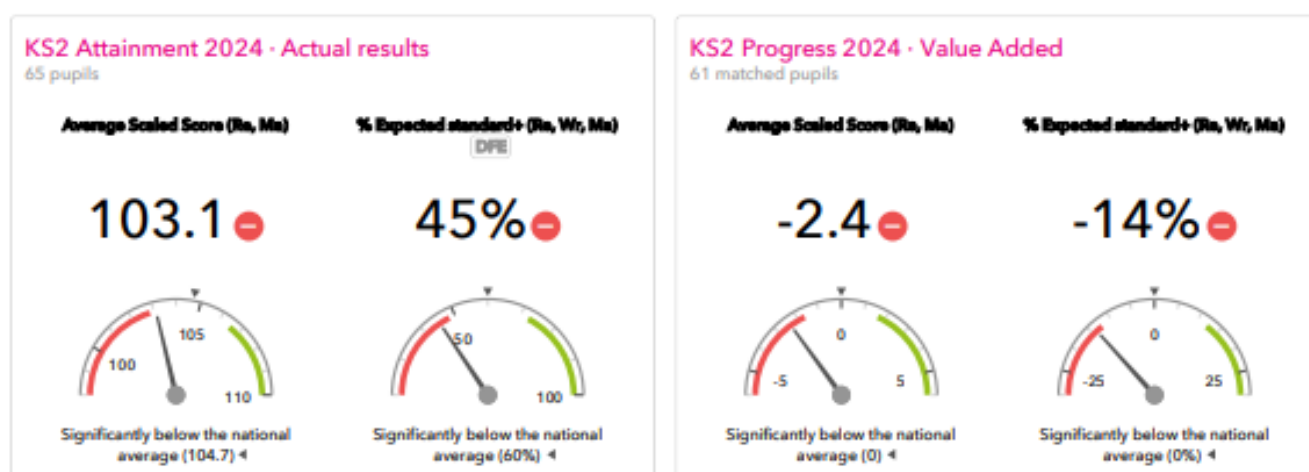 KS2 Attainment 2024 · Actual results
65 pupils
Average Scaled Score (Re, Ma)
% Expected standard+ (Re, Wr, Ma)
DFE
103.1
45%
100
105
110
50
100
Significantly below the national
average (104.7)
Significantly below the national
average (60%)
KS2 Progress 2024 · Value Added
61 matched pupils
Average Scaled Score (Re, Ma)
% Expected standard+ (Re, Wr, Ma)
-2.4
-14%
-5
0
5
-25
0
25
Significantly below the national
average (0)
Significantly below the national
average (0%)